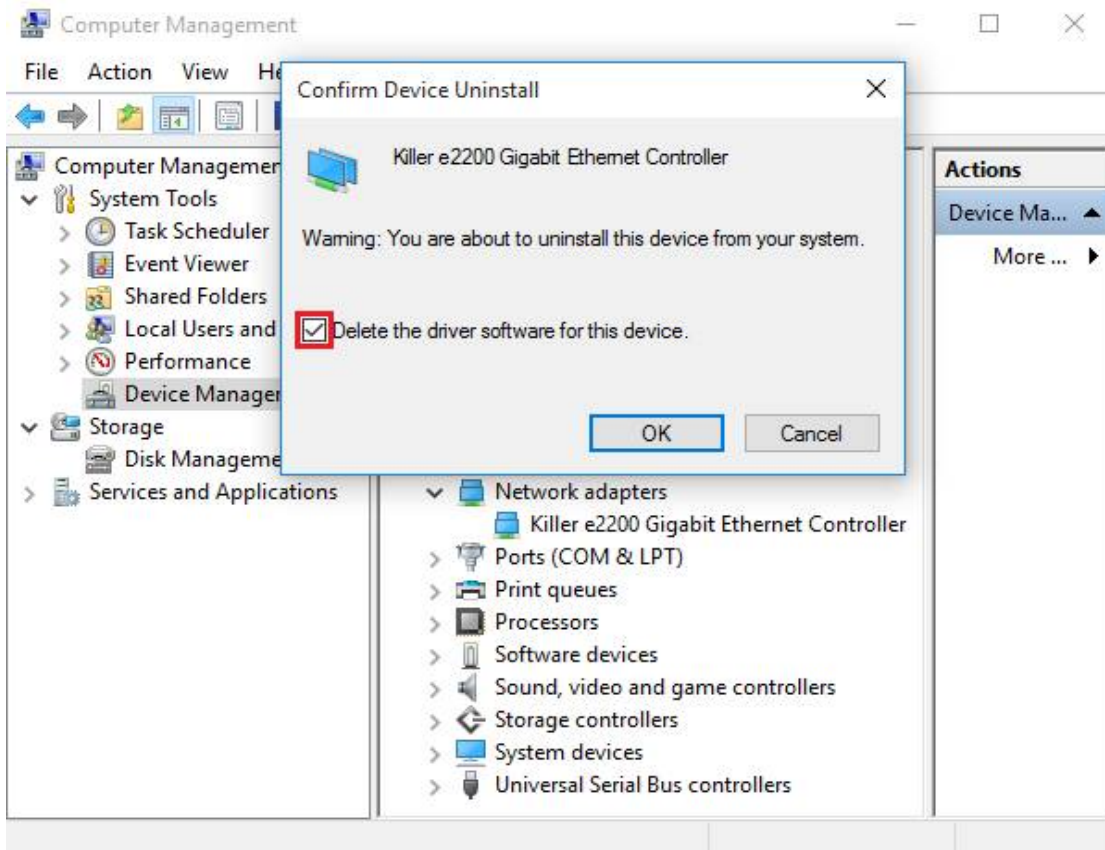 Computer Management
File Action View He
Confirm Device Uninstall
Killer e2200 Gigabit Ethernet Controller
Warning: You are about to uninstall this device from your system.
Delete the driver software for this device.
OK Cancel
Computer Managemen
System Tools
Task Scheduler
Event Viewer
Shared Folders
Local Users and
Performance
Device Manager
Storage
Disk Manageme
Services and Applications
Network adapters
Killer e2200 Gigabit Ethernet Controller
Ports (COM & LPT)
Print queues
Processors
Software devices
Sound, video and game controllers
Storage controllers
System devices
Universal Serial Bus controllers
Actions
Device Ma...
More ...